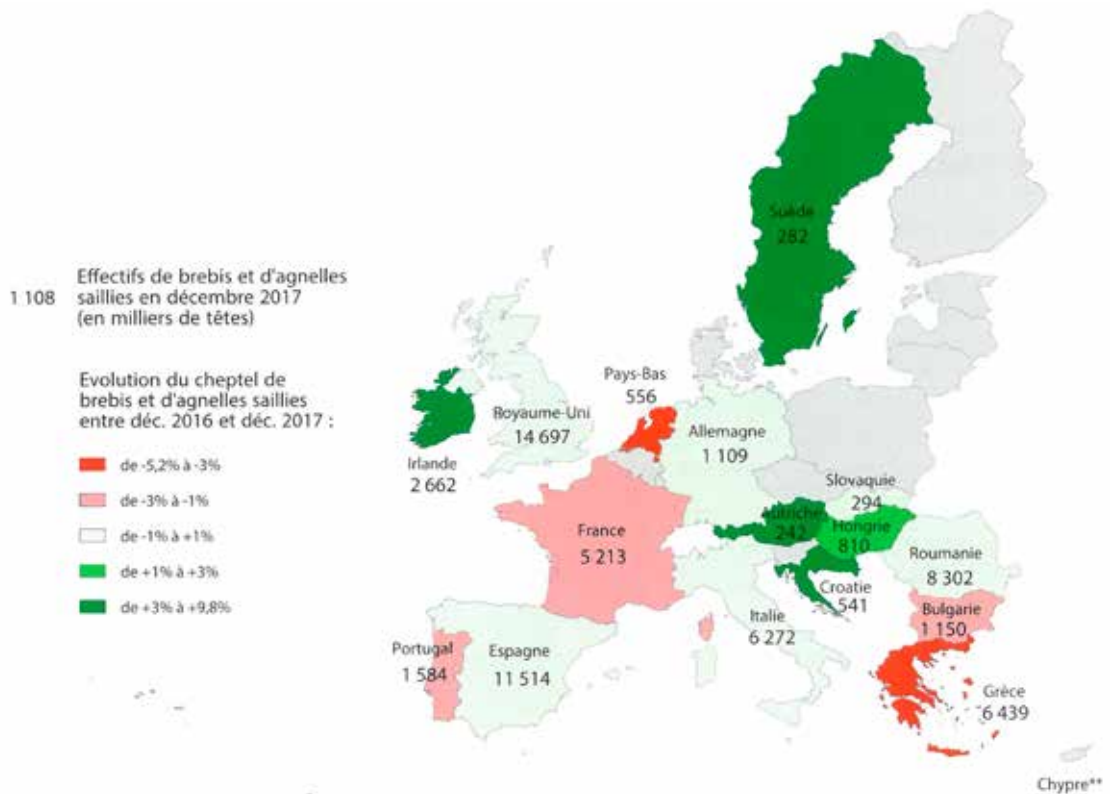 1 108
Effectifs de brebis et d'agnelles
saillies en décembre 2017
(en milliers de têtes)
Evolution du cheptel de
brebis et d'agnelles saillies
entre déc. 2016 et déc. 2017 :
de -5,2% à -3%
de -3% à -1%
de -1% à +1%
de +1% à +3%
de +3% à +9,8%
Suède
282
Pays-Bas
556
Royaume-Uni
14 697
Allemagne
1 109
Irlande
2 662
Slovaquie
294
Autriche
242
Hongrie
810
France
5 213
Roumanie
8 302
Croatie
541
Bulgarie
1 150
Italie
6 272
Portugal
1 584
Espagne
11 514
Grèce
6 439
Chypre**